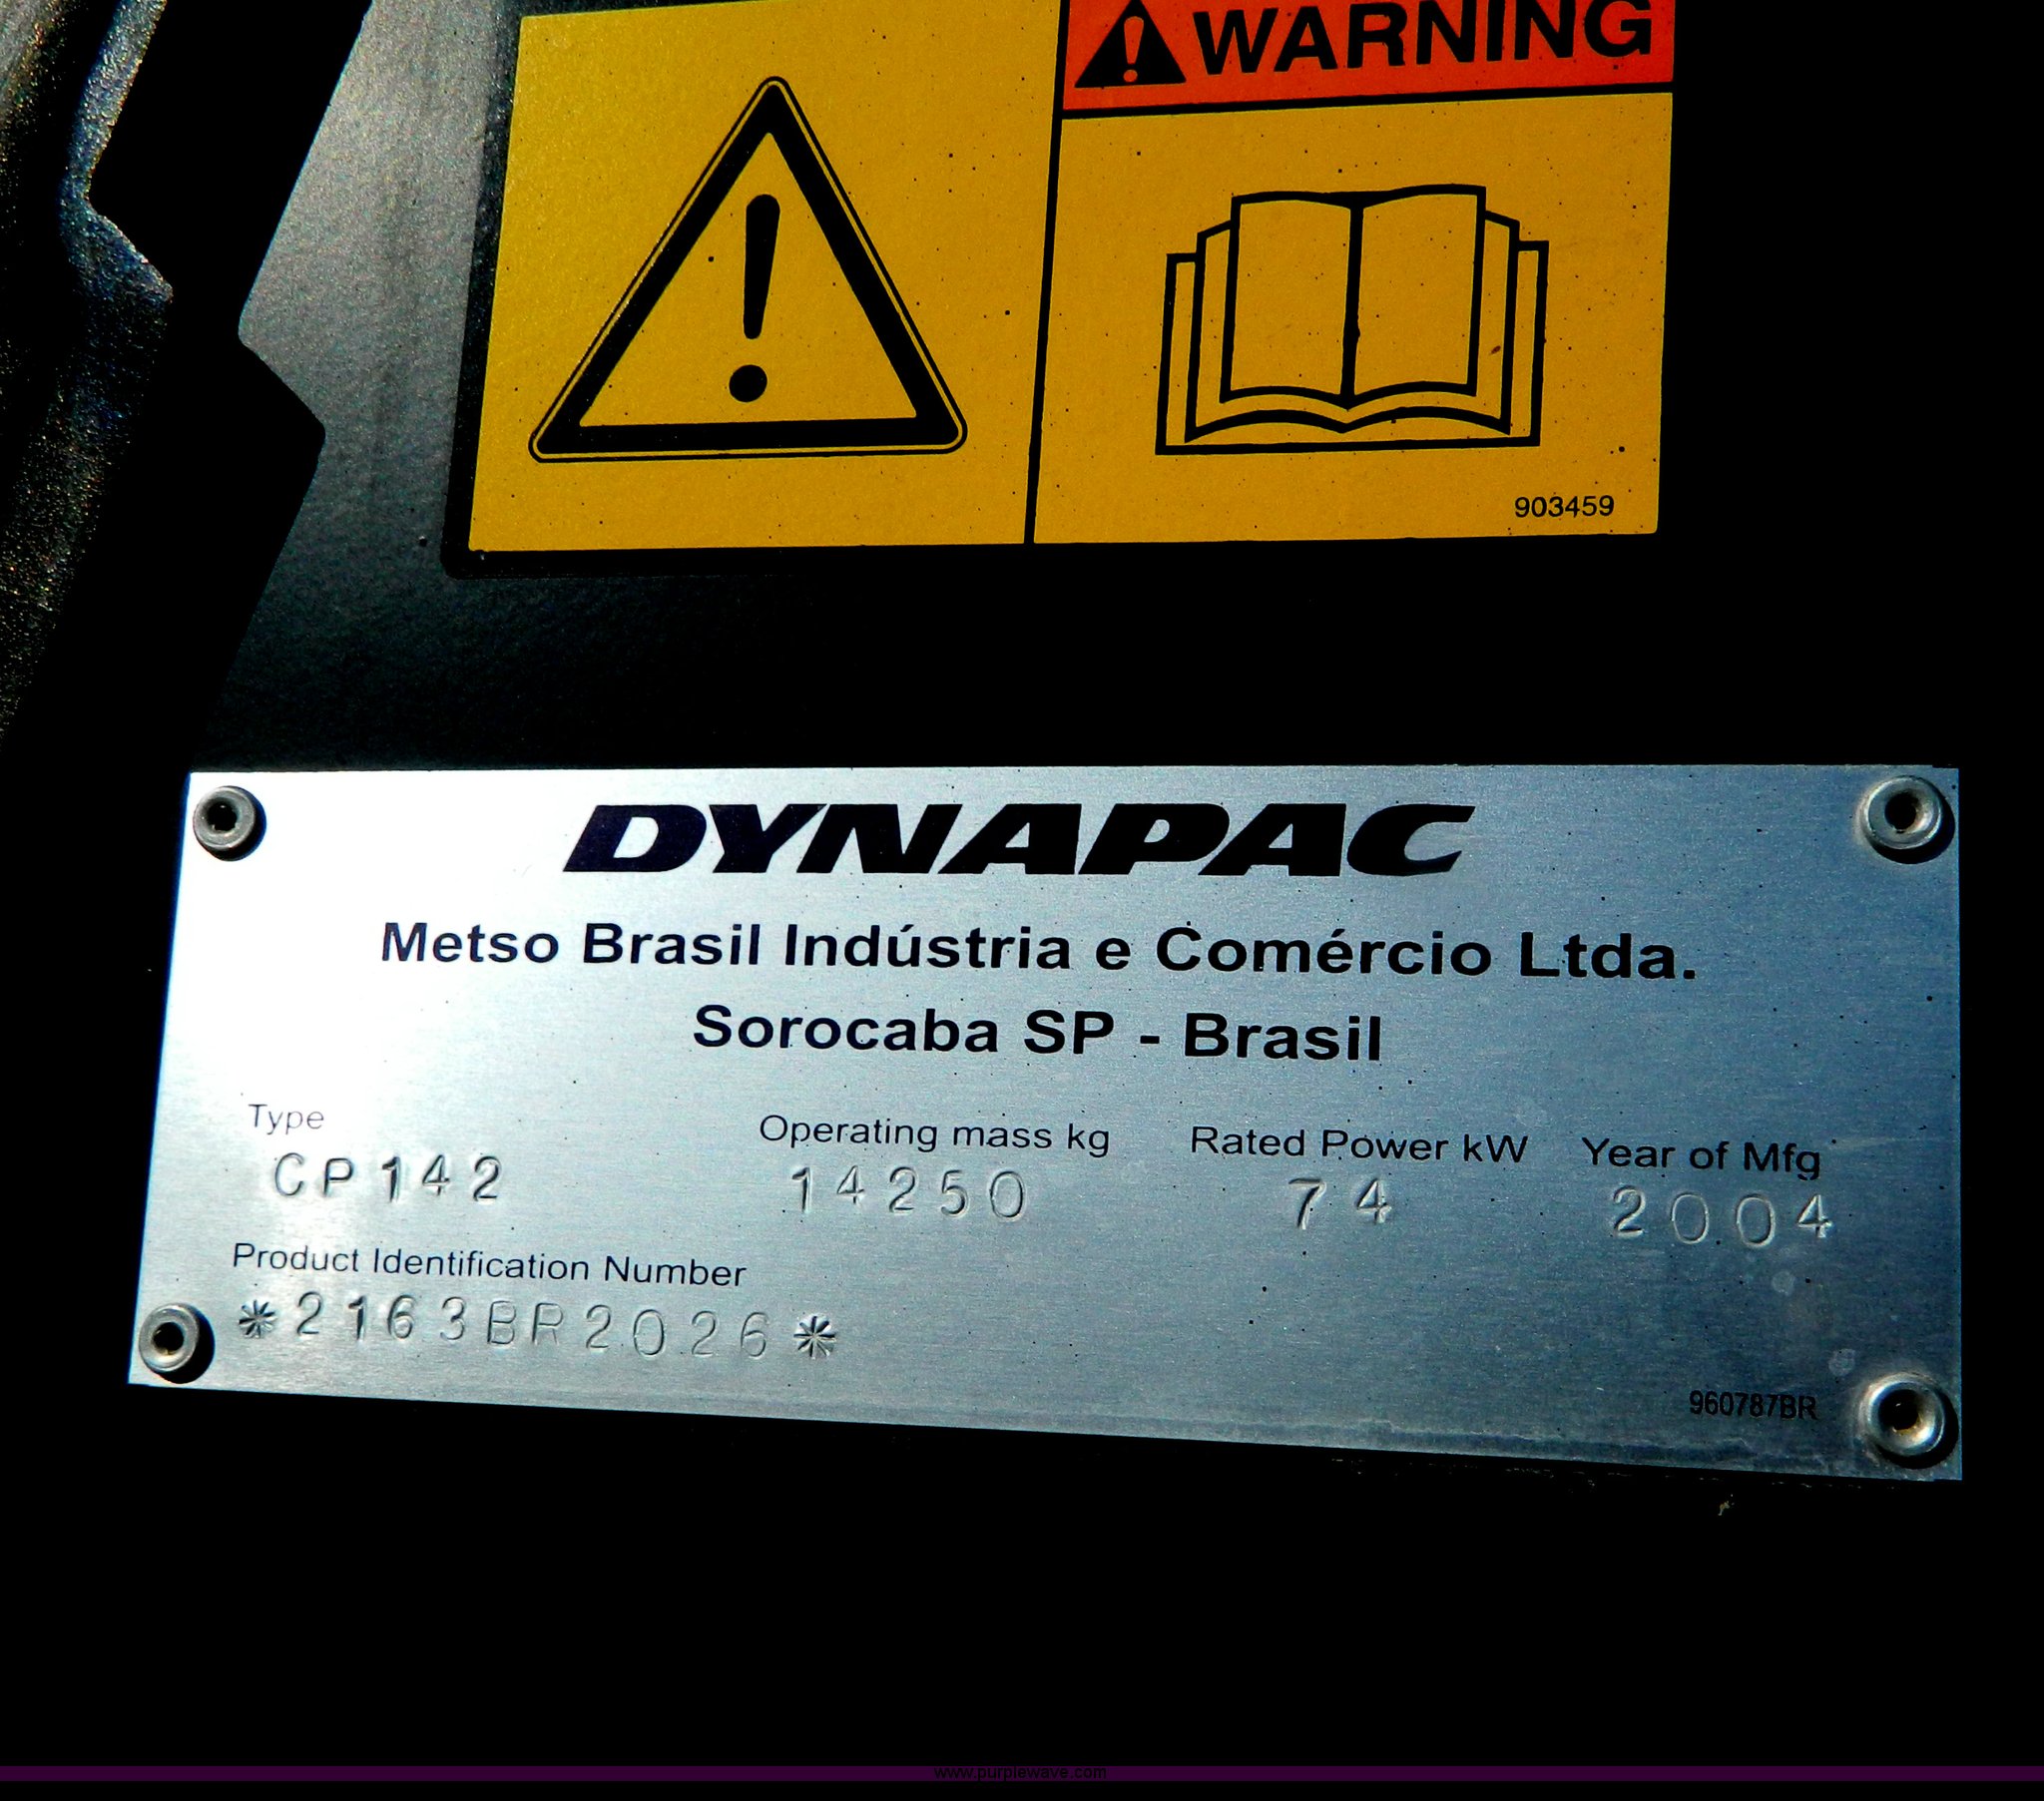 WARNING
903459
DYNAPAC
Metso Brasil Indústria e Comércio Ltda.
Sorocaba SP - Brasil
Type Operating mass kg Rated Power kW Year of Mfg
CP142 14250 74 2004
Product Identification Number
*2163BR2026*
960787BR
www.purplewave.com